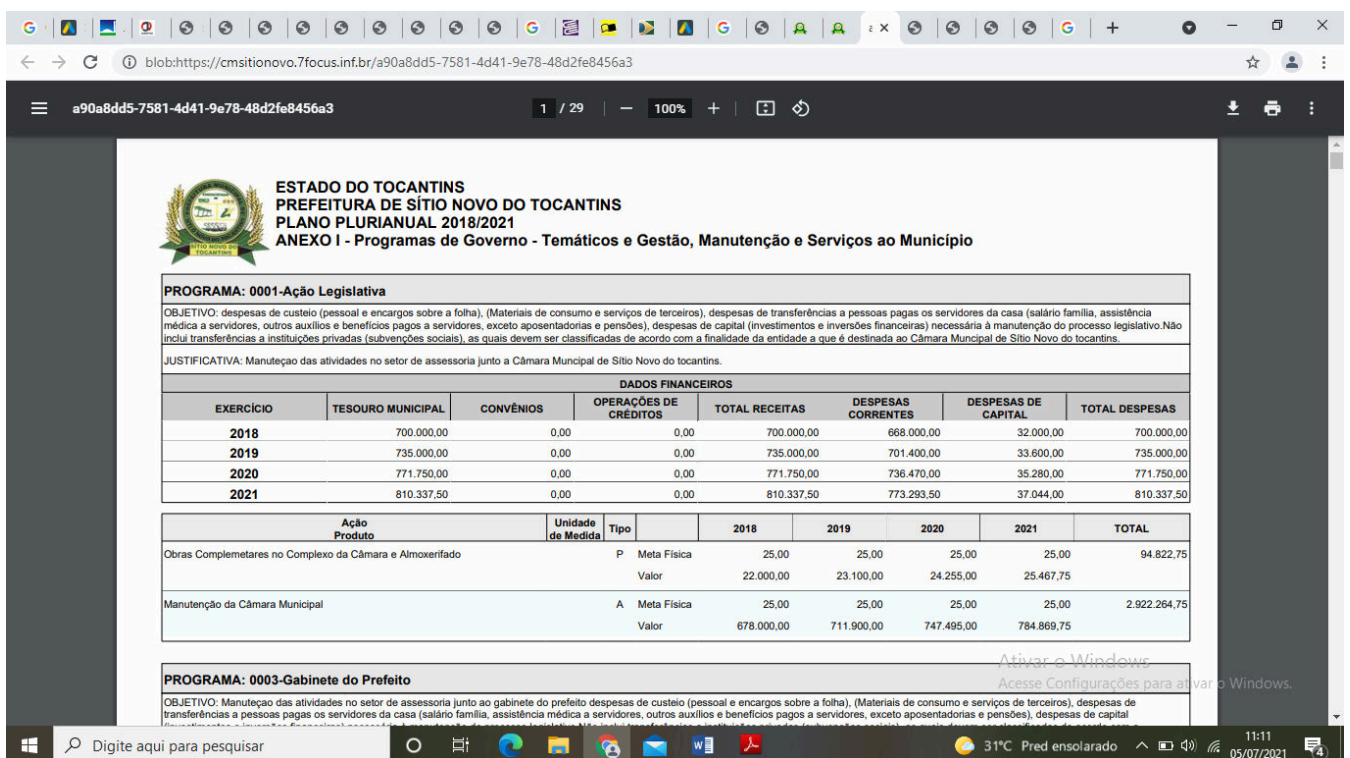 blob:https://cmsitionovo.7focus.inf.br/a90a8dd5-7581-4d41-9e78-48d2fe8456a3
a90a8dd5-7581-4d41-9e78-48d2fe8456a3
1 / 29
100%
ESTADO DO TOCANTINS
PREFEITURA DE SÍTIO NOVO DO TOCANTINS
PLANO PLURIANUAL 2018/2021
ANEXO I - Programas de Governo - Temáticos e Gestão, Manutenção e Serviços ao Município
SÍTIO NOVO DO
TOCANTINS
PROGRAMA: 0001-Ação Legislativa
OBJETIVO: despesas de custeio (pessoal e encargos sobre a folha), (Materiais de consumo e serviços de terceiros), despesas de transferências a pessoas pagas os servidores da casa (salário família, assistência
médica a servidores, outros auxílios e benefícios pagos a servidores, exceto aposentadorias e pensões), despesas de capital (investimentos e inversões financeiras) necessária à manutenção do processo legislativo.Não
inclui transferências a instituições privadas (subvenções sociais), as quais devem ser classificadas de acordo com a finalidade da entidade a que é destinada ao Câmara Municipal de Sítio Novo do tocantins.
JUSTIFICATIVA: Manuteçao das atividades no setor de assessoria junto a Câmara Muncipal de Sítio Novo do tocantins.
DADOS FINANCEIROS
EXERCÍCIO TESOURO MUNICIPAL CONVÊNIOS OPERAÇÕES DE CRÉDITOS TOTAL RECEITAS DESPESAS CORRENTES DESPESAS DE CAPITAL TOTAL DESPESAS
2018 700.000,00 0,00 0,00 700.000,00 668.000,00 32.000,00 700.000,00
2019 735.000,00 0,00 0,00 735.000,00 701.400,00 33.600,00 735.000,00
2020 771.750,00 0,00 0,00 771.750,00 736.470,00 35.280,00 771.750,00
2021 810.337,50 0,00 0,00 810.337,50 773.293,50 37.044,00 810.337,50
Ação Produto Unidade de Medida Tipo 2018 2019 2020 2021 TOTAL
Obras Complemetares no Complexo da Câmara e Almoxerifado P Meta Física 25,00 25,00 25,00 25,00 94.822,75
Valor 22.000,00 23.100,00 24.255,00 25.467,75
Manutenção da Câmara Municipal A Meta Física 25,00 25,00 25,00 25,00 2.922.264,75
Valor 678.000,00 711.900,00 747.495,00 784.869,75
Ativar o Windows
Acesse Configurações para ativar o Windows.
PROGRAMA: 0003-Gabinete do Prefeito
OBJETIVO: Manuteçao das atividades no setor de assessoria junto ao gabinete do prefeito despesas de custeio (pessoal e encargos sobre a folha), (Materiais de consumo e serviços de terceiros), despesas de
transferências a pessoas pagas os servidores da casa (salário família, assistência médica a servidores, outros auxílios e benefícios pagos a servidores, exceto aposentadorias e pensões), despesas de capital
Digite aqui para pesquisar
31°C Pred ensolarado
11:11
05/07/2021